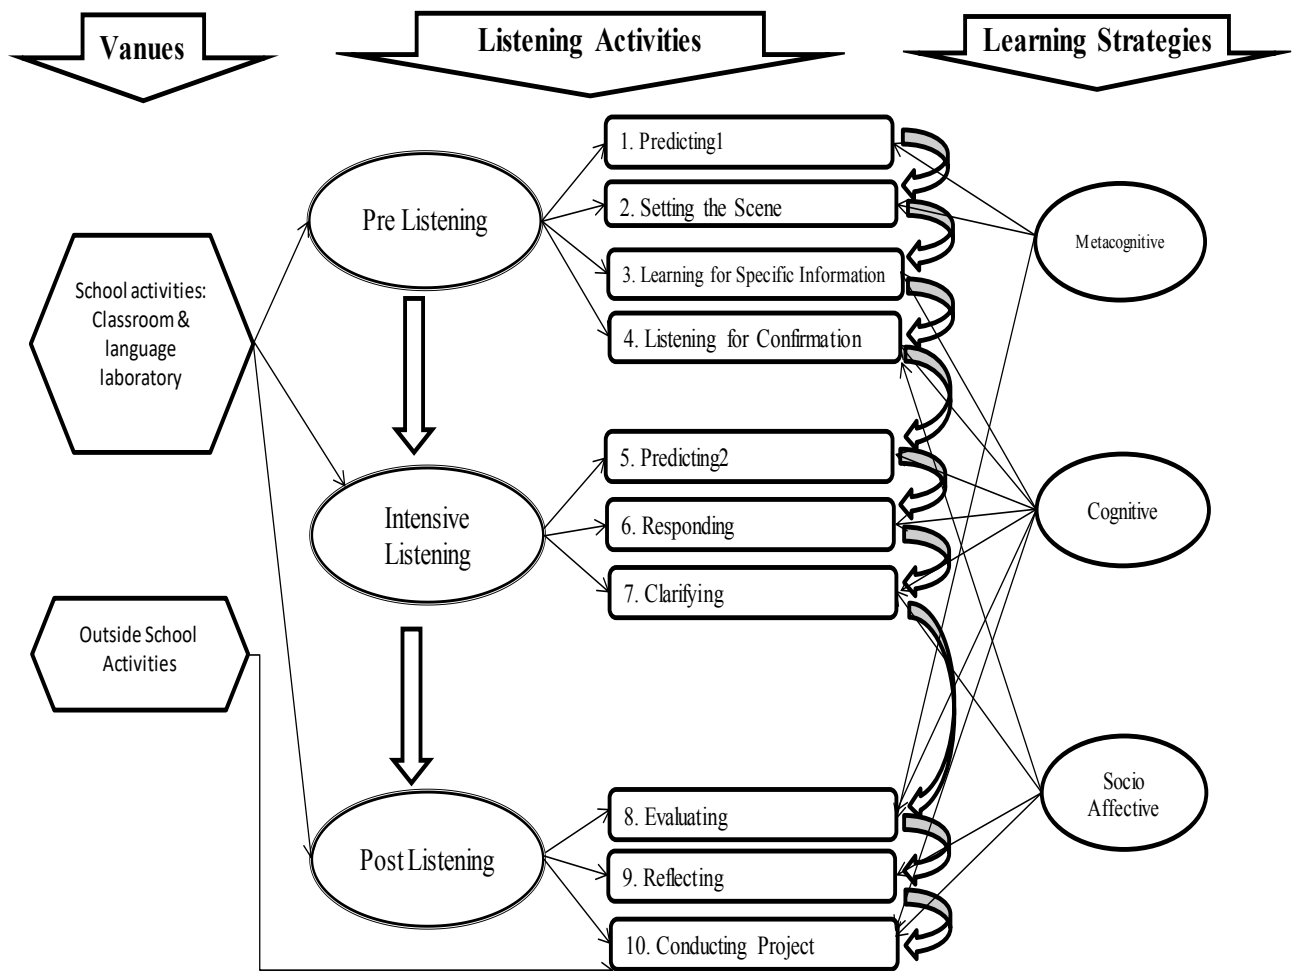 Vanues
Listening Activities
Learning Strategies
School activities:
Classroom &
language
laboratory
Outside School
Activities
Pre Listening
Intensive
Listening
Post Listening
1. Predicting1
2. Setting the Scene
3. Learning for Specific Information
4. Listening for Confirmation
5. Predicting2
6. Responding
7. Clarifying
8. Evaluating
9. Reflecting
10. Conducting Project
Metacognitive
Cognitive
Socio
Affective